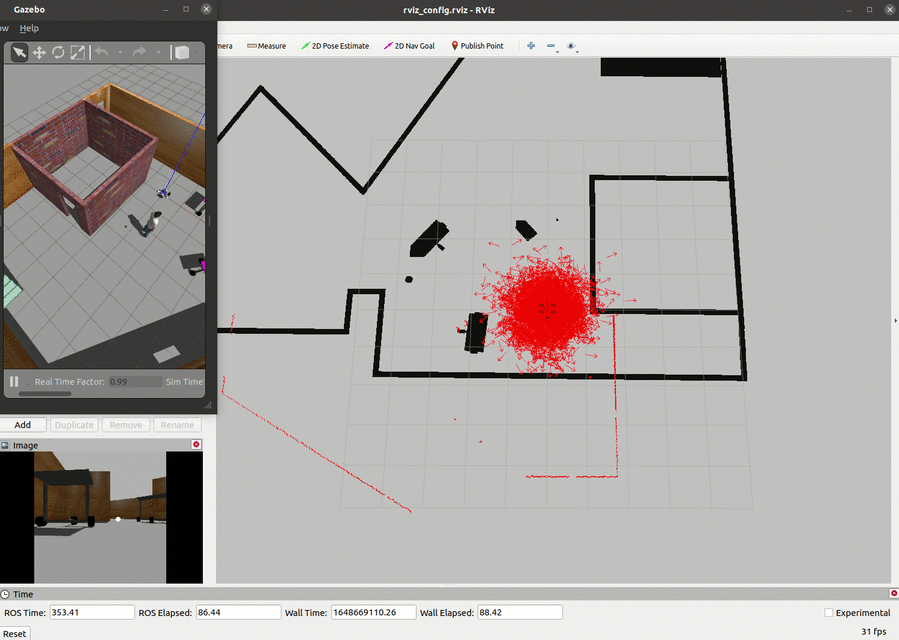 Gazebo
rviz_config.rviz - RViz
ow Help
mera Measure 2D Pose Estimate 2D Nav Goal Publish Point
Real Time Factor: 0.99 Sim Time
Add Duplicate Remove Rename
Image
Time
ROS Time: 353.41 ROS Elapsed: 86.44 Wall Time: 1648669110.26 Wall Elapsed: 88.42 Experimental
Reset 31 fps